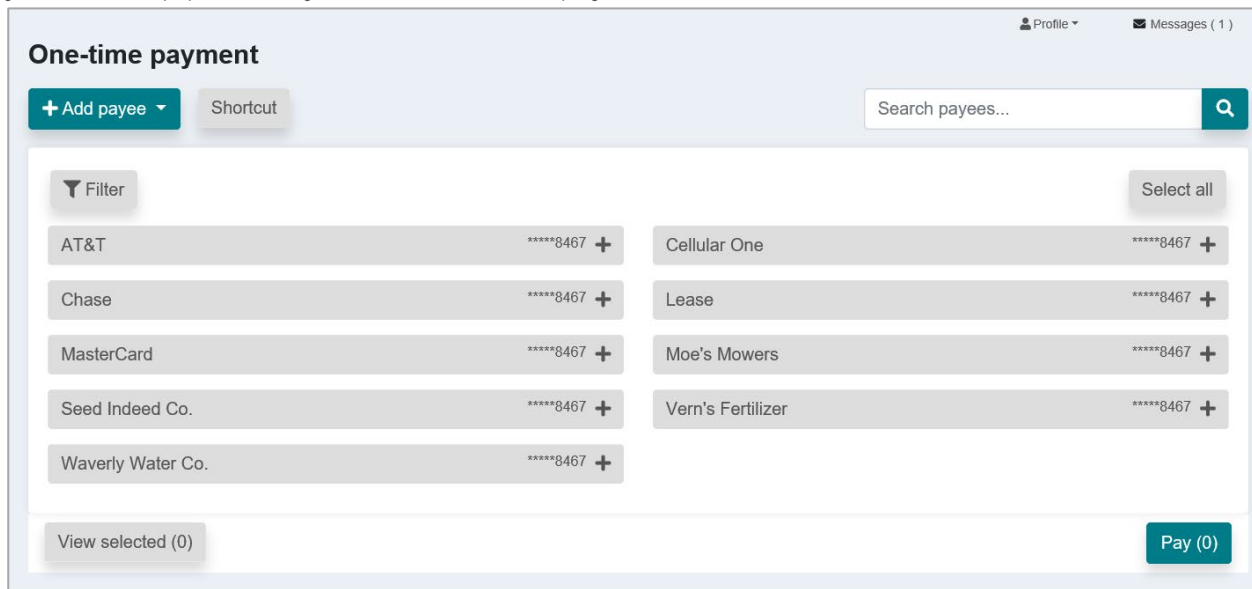 Profile
Messages ( 1 )
One-time payment
Add payee
Shortcut
Search payees...
Filter
Select all
AT&T *****8467
Cellular One *****8467
Chase *****8467
Lease *****8467
MasterCard *****8467
Moe's Mowers *****8467
Seed Indeed Co. *****8467
Vern's Fertilizer *****8467
Waverly Water Co. *****8467
View selected (0)
Pay (0)